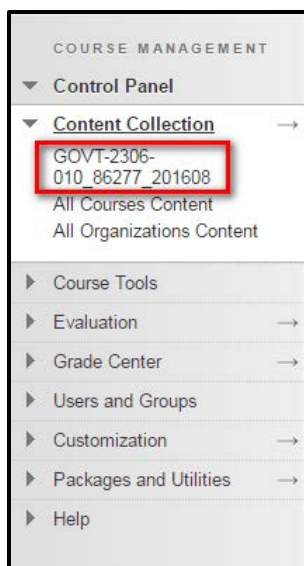 COURSE MANAGEMENT
Control Panel
Content Collection
GOVT-2306-
010_86277_201608
All Courses Content
All Organizations Content
Course Tools
Evaluation
Grade Center
Users and Groups
Customization
Packages and Utilities
Help